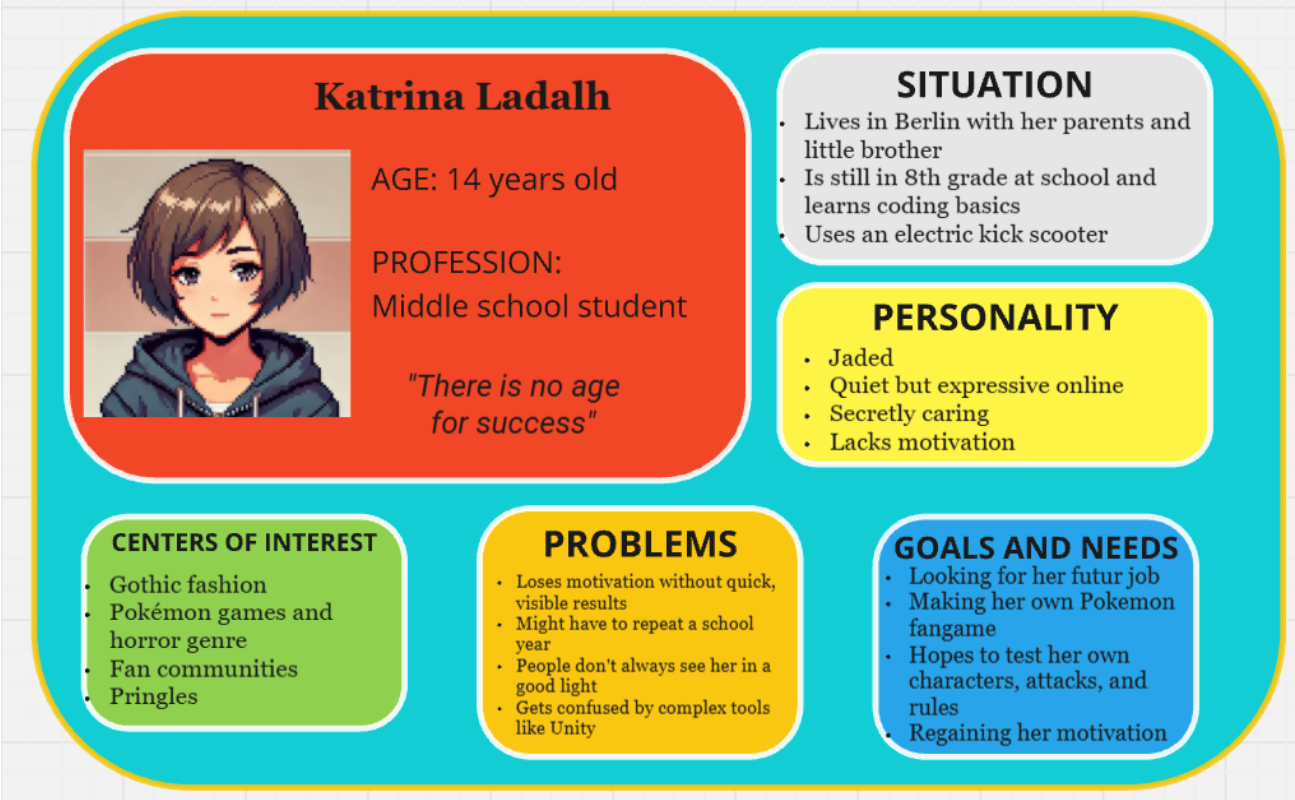 Katrina Ladalh
AGE: 14 years old
PROFESSION:
Middle school student
"There is no age
for success"
SITUATION
• Lives in Berlin with her parents and
little brother
• Is still in 8th grade at school and
learns coding basics
• Uses an electric kick scooter
PERSONALITY
• Jaded
• Quiet but expressive online
• Secretly caring
• Lacks motivation
CENTERS OF INTEREST
• Gothic fashion
• Pokémon games and
horror genre
• Fan communities
• Pringles
PROBLEMS
• Loses motivation without quick,
visible results
• Might have to repeat a school
year
• People don't always see her in a
good light
• Gets confused by complex tools
like Unity
GOALS AND NEEDS
• Looking for her futur job
• Making her own Pokemon
fangame
• Hopes to test her own
characters, attacks, and
rules
• Regaining her motivation